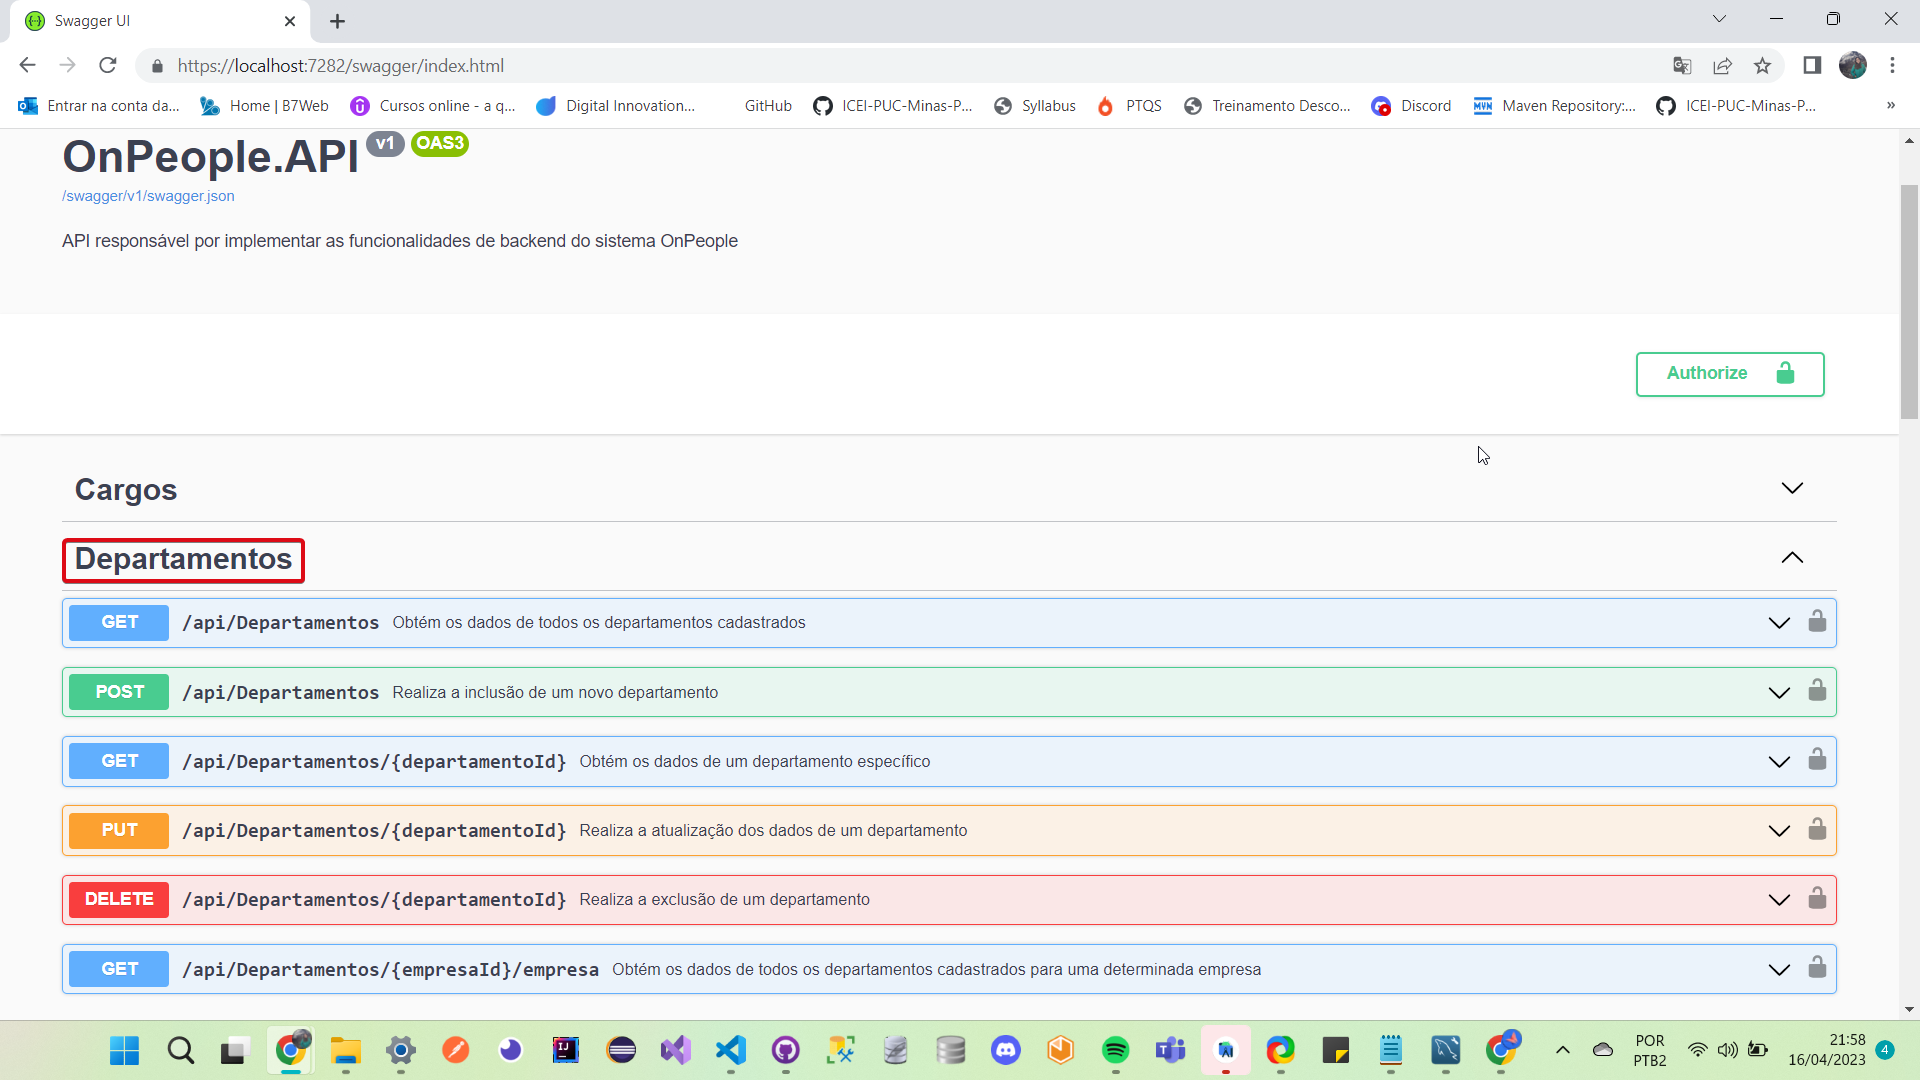 Swagger UI
https://localhost:7282/swagger/index.html
Entrar na conta da...
Home | B7Web
Cursos online - a q...
Digital Innovation...
GitHub
ICEI-PUC-Minas-P...
Syllabus
PTQS
Treinamento Desco...
Discord
Maven Repository:...
ICEI-PUC-Minas-P...
»
OnPeople.API v1 OAS3
/swagger/v1/swagger.json
API responsável por implementar as funcionalidades de backend do sistema OnPeople
Authorize
Cargos
Departamentos
GET /api/Departamentos Obtém os dados de todos os departamentos cadastrados
POST /api/Departamentos Realiza a inclusão de um novo departamento
GET /api/Departamentos/{departamentoId} Obtém os dados de um departamento específico
PUT /api/Departamentos/{departamentoId} Realiza a atualização dos dados de um departamento
DELETE /api/Departamentos/{departamentoId} Realiza a exclusão de um departamento
GET /api/Departamentos/{empresaId}/empresa Obtém os dados de todos os departamentos cadastrados para uma determinada empresa
POR
PTB2
21:58
16/04/2023
4